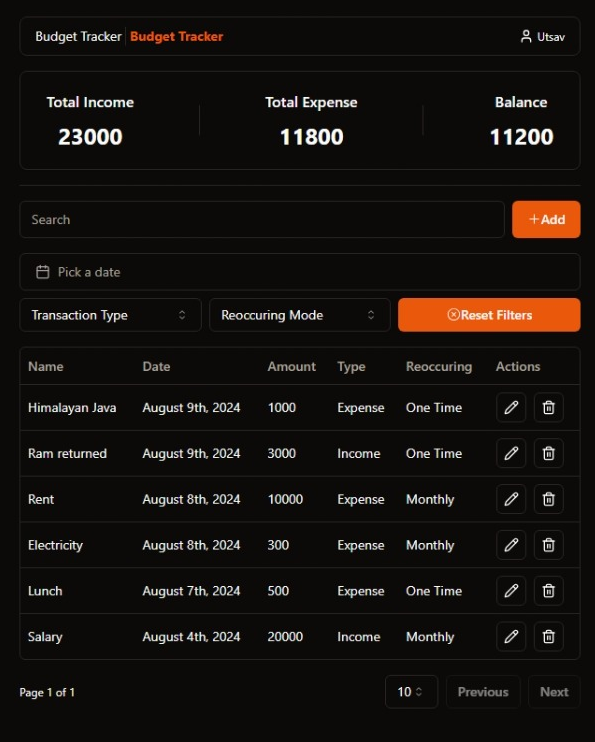 Budget Tracker Budget Tracker Utsav
Total Income Total Expense Balance
23000 11800 11200
Search +Add
Pick a date
Transaction Type Reoccuring Mode Reset Filters
Name Date Amount Type Reoccuring Actions
Himalayan Java August 9th, 2024 1000 Expense One Time
Ram returned August 9th, 2024 3000 Income One Time
Rent August 8th, 2024 10000 Expense Monthly
Electricity August 8th, 2024 300 Expense Monthly
Lunch August 7th, 2024 500 Expense One Time
Salary August 4th, 2024 20000 Income Monthly
Page 1 of 1 10 Previous Next